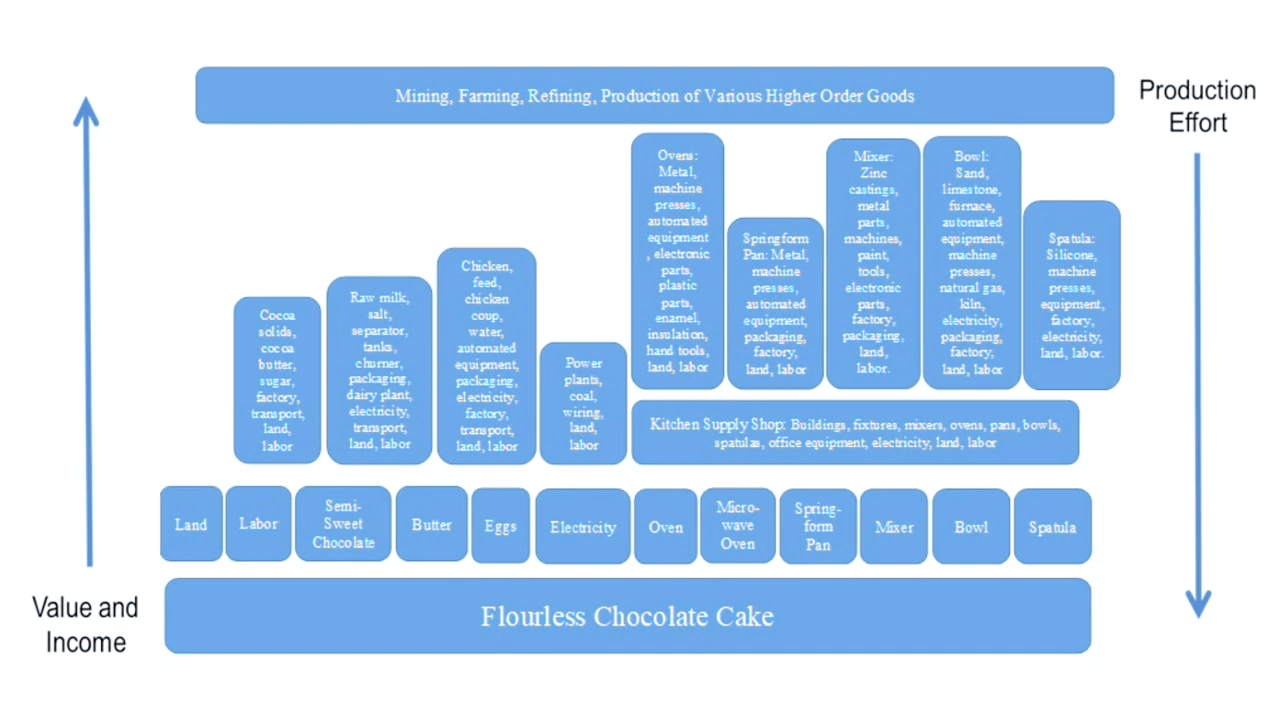 Mining, Farming, Refining, Production of Various Higher Order Goods
Production
Effort
Ovens:
Metal,
machine
presses,
automated
equipment
, electronic
parts,
plastic
parts,
enamel,
insulation,
hand tools,
land, labor
Springform
Pan: Metal,
machine
presses,
automated
equipment,
packaging,
factory,
land, labor
Mixer:
Zinc
castings,
metal
parts,
machines,
paint,
tools,
electronic
parts,
factory,
packaging,
land,
labor.
Bowl:
Sand,
limestone,
furnace,
automated
equipment,
machine
presses,
natural gas,
kiln,
electricity,
packaging,
factory,
land, labor
Spatula:
Silicone,
machine
presses,
equipment,
factory,
electricity,
land, labor.
Cocoa
solids,
cocoa
butter,
sugar,
factory,
transport,
land,
labor
Raw milk,
salt,
separator,
tanks,
churner,
packaging,
dairy plant,
electricity,
transport,
land, labor
Chicken,
feed,
chicken
coup,
water,
automated
equipment,
packaging,
electricity,
factory,
transport,
land, labor
Power
plants,
coal,
wiring,
land,
labor
Kitchen Supply Shop: Buildings, fixtures, mixers, ovens, pans, bowls,
spatulas, office equipment, electricity, land, labor
Land
Labor
Semi-
Sweet
Chocolate
Butter
Eggs
Electricity
Oven
Micro-
wave
Oven
Spring-
form
Pan
Mixer
Bowl
Spatula
Value and
Income
Flourless Chocolate Cake